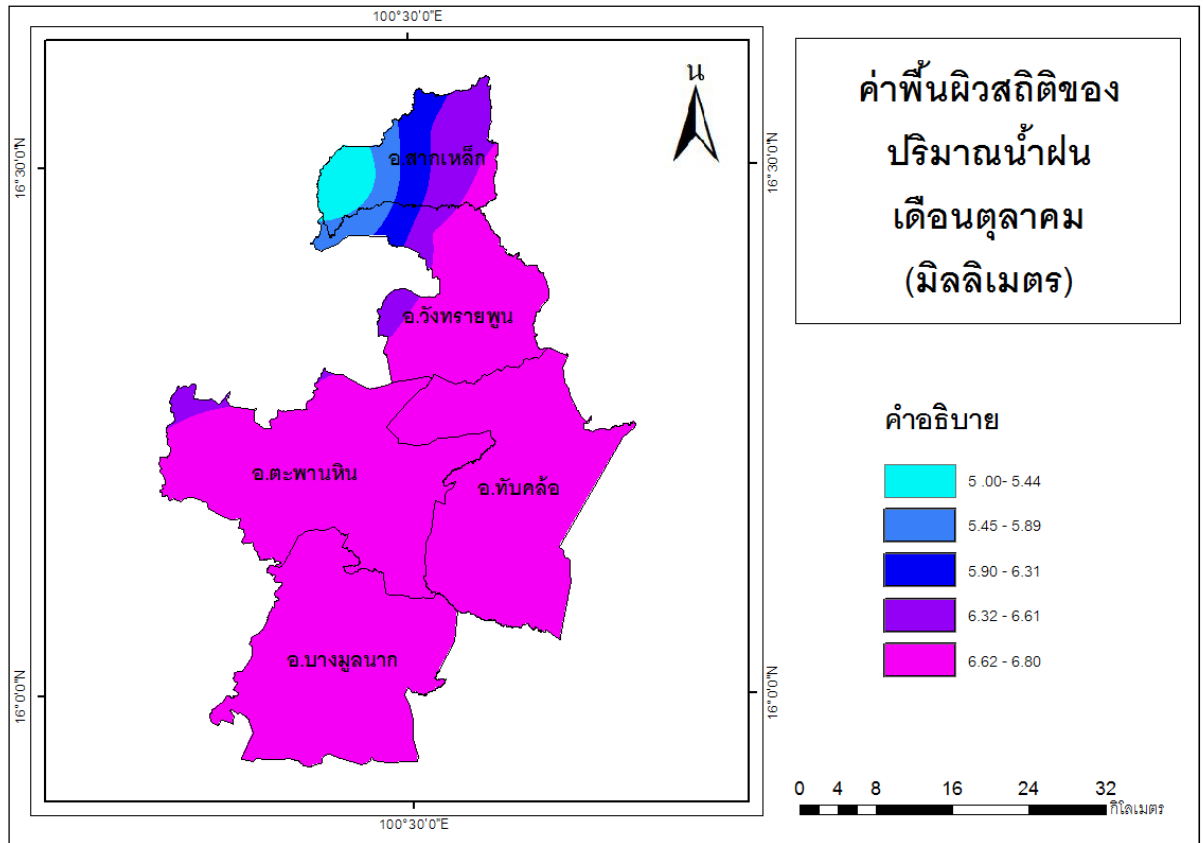 100°30'0"E
น
ค่าพื้นผิวสถิติของ
ปริมาณน้ำฝน
เดือนตุลาคม
(มิลลิเมตร)
16°30'0"N
16°30'0"N
อ.สากเหล็ก
อ.วังทรายพูน
อ.ตะพานหิน
อ.ทับคล้อ
อ.บางมูลนาก
คำอธิบาย
5 .00- 5.44
5.45 - 5.89
5.90 - 6.31
6.32 - 6.61
6.62 - 6.80
16°0'0"N
16°0'0"N
0 4 8 16 24 32
กิโลเมตร
100°30'0"E